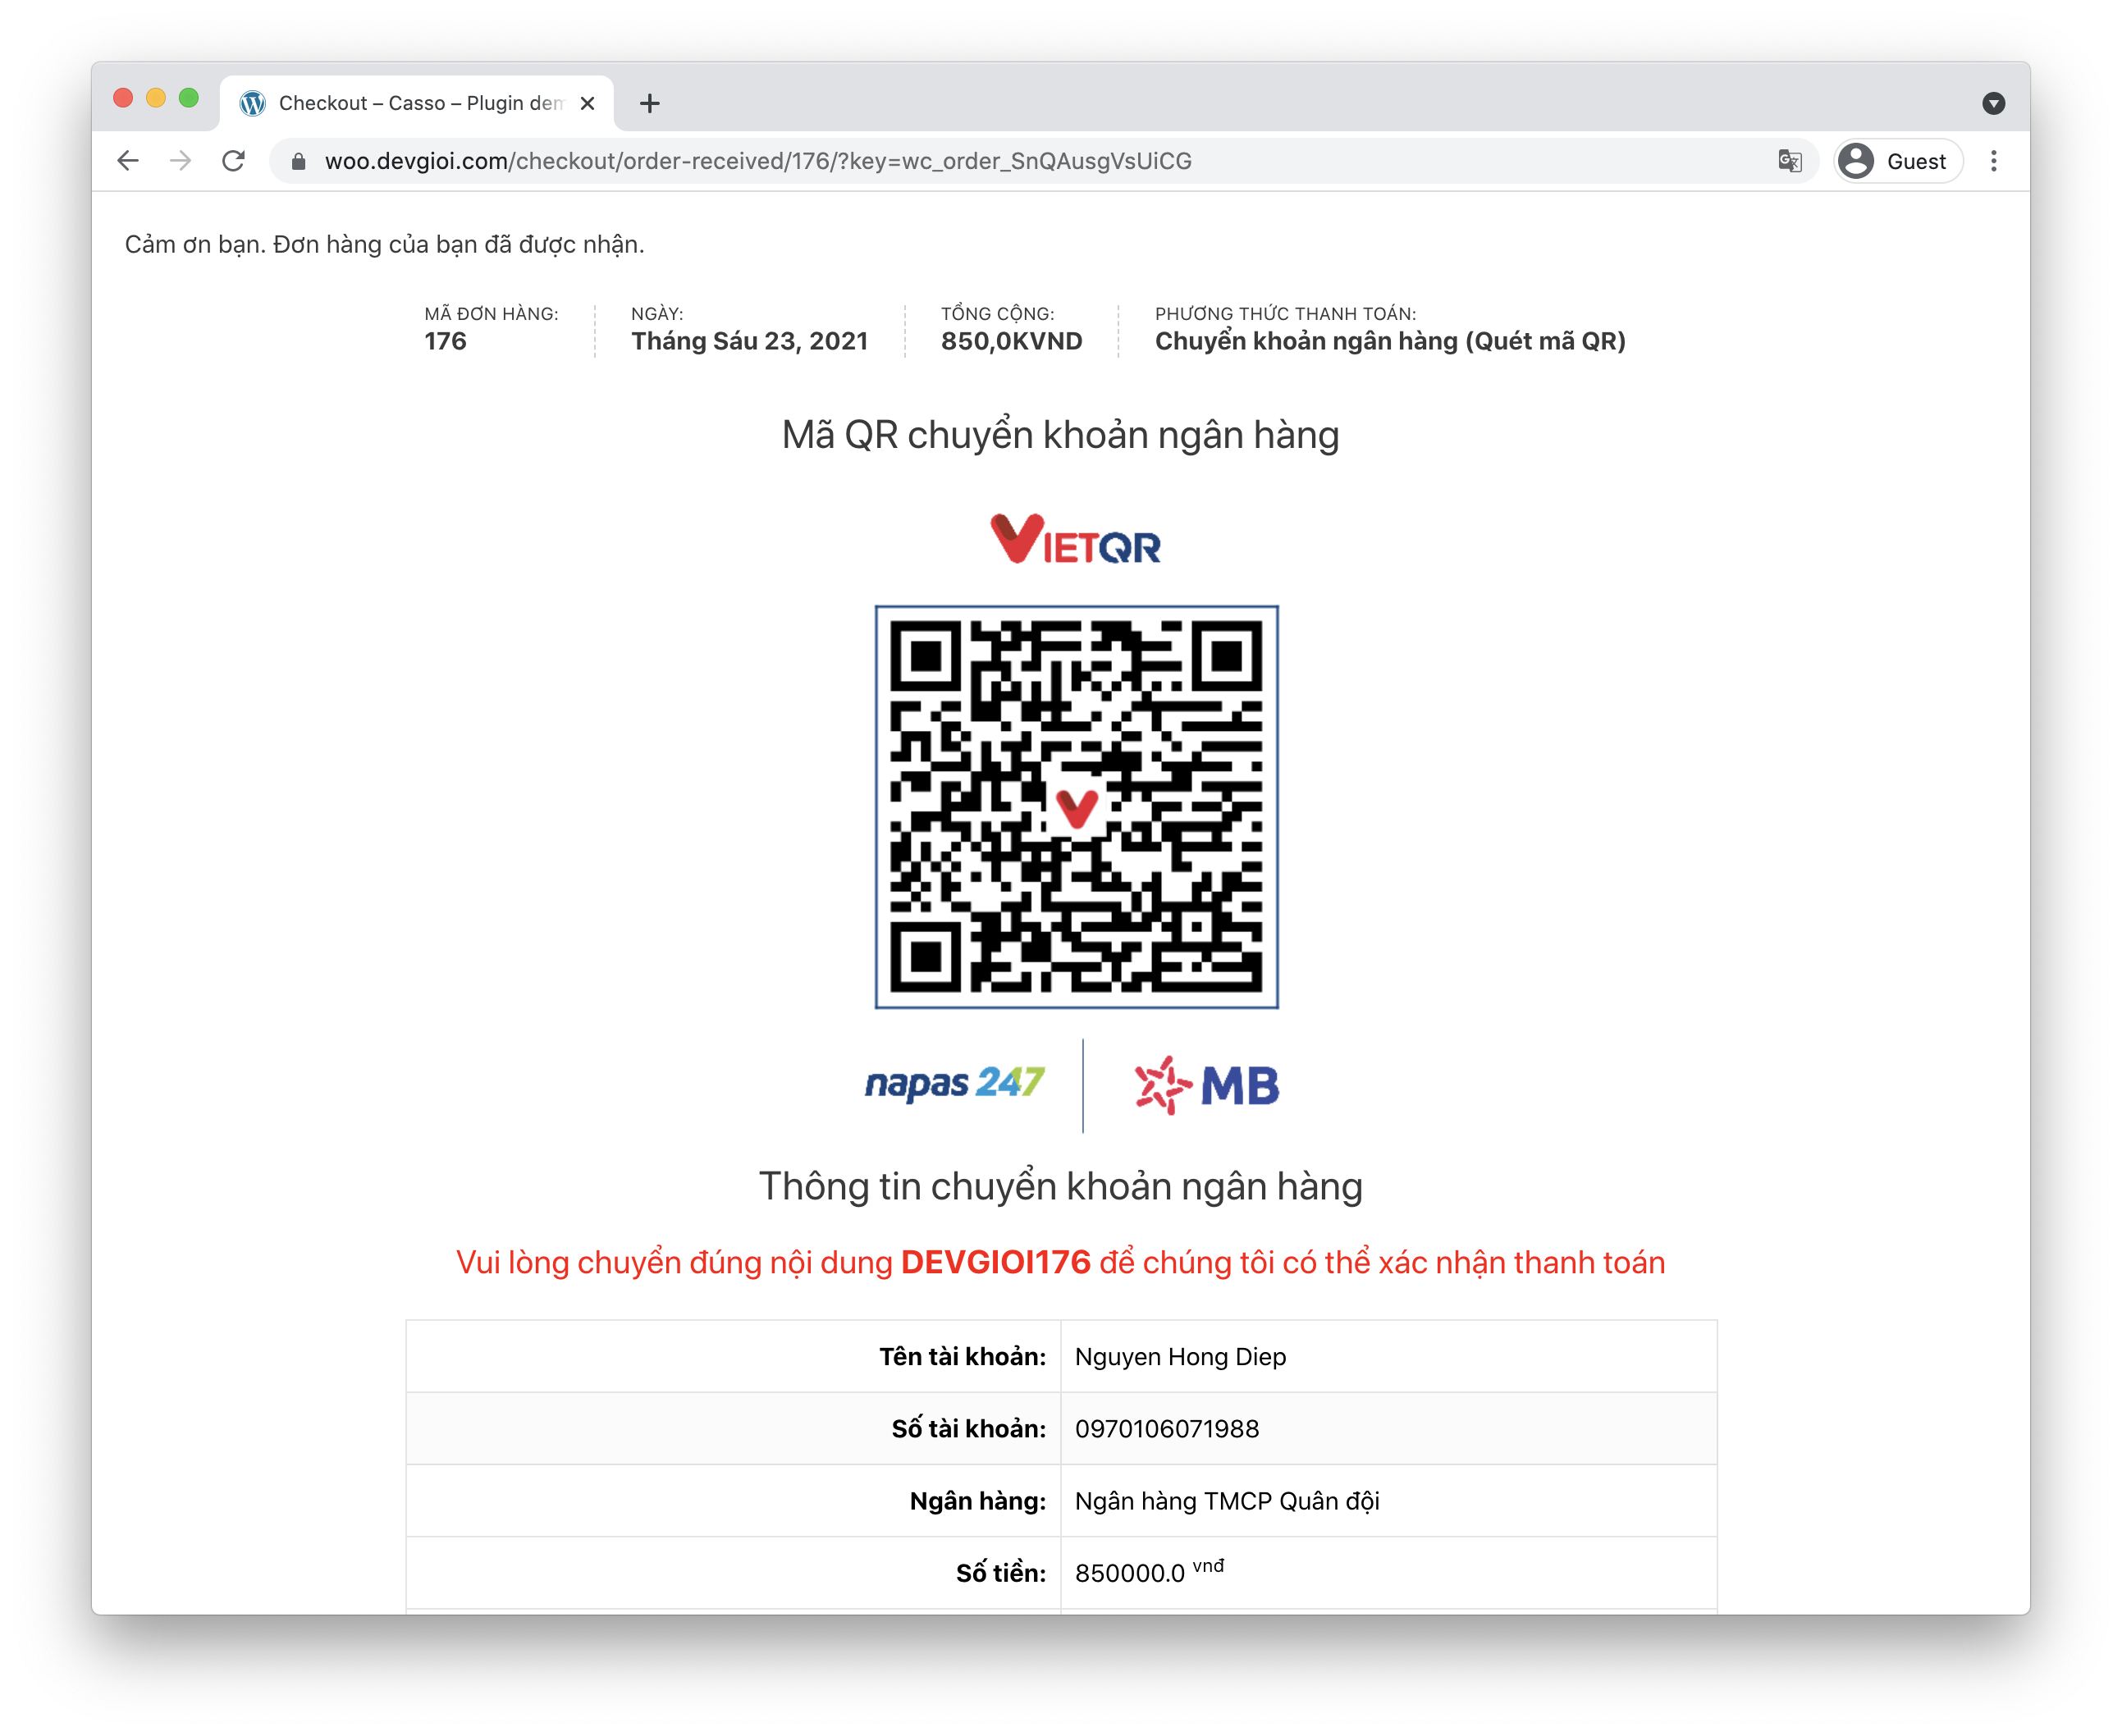 Checkout – Casso – Plugin dem
woo.devgioi.com/checkout/order-received/176/?key=wc_order_SnQAusgVsUiCG
Guest
Cảm ơn bạn. Đơn hàng của bạn đã được nhận.
MÃ ĐƠN HÀNG:
176
NGÀY:
Tháng Sáu 23, 2021
TỔNG CỘNG:
850,0KVND
PHƯƠNG THỨC THANH TOÁN:
Chuyển khoản ngân hàng (Quét mã QR)
Mã QR chuyển khoản ngân hàng
VIETQR
napas 247
MB
Thông tin chuyển khoản ngân hàng
Vui lòng chuyển đúng nội dung DEVGIOI176 để chúng tôi có thể xác nhận thanh toán
Tên tài khoản: Nguyen Hong Diep
Số tài khoản: 0970106071988
Ngân hàng: Ngân hàng TMCP Quân đội
Số tiền: 850000.0 vnđ